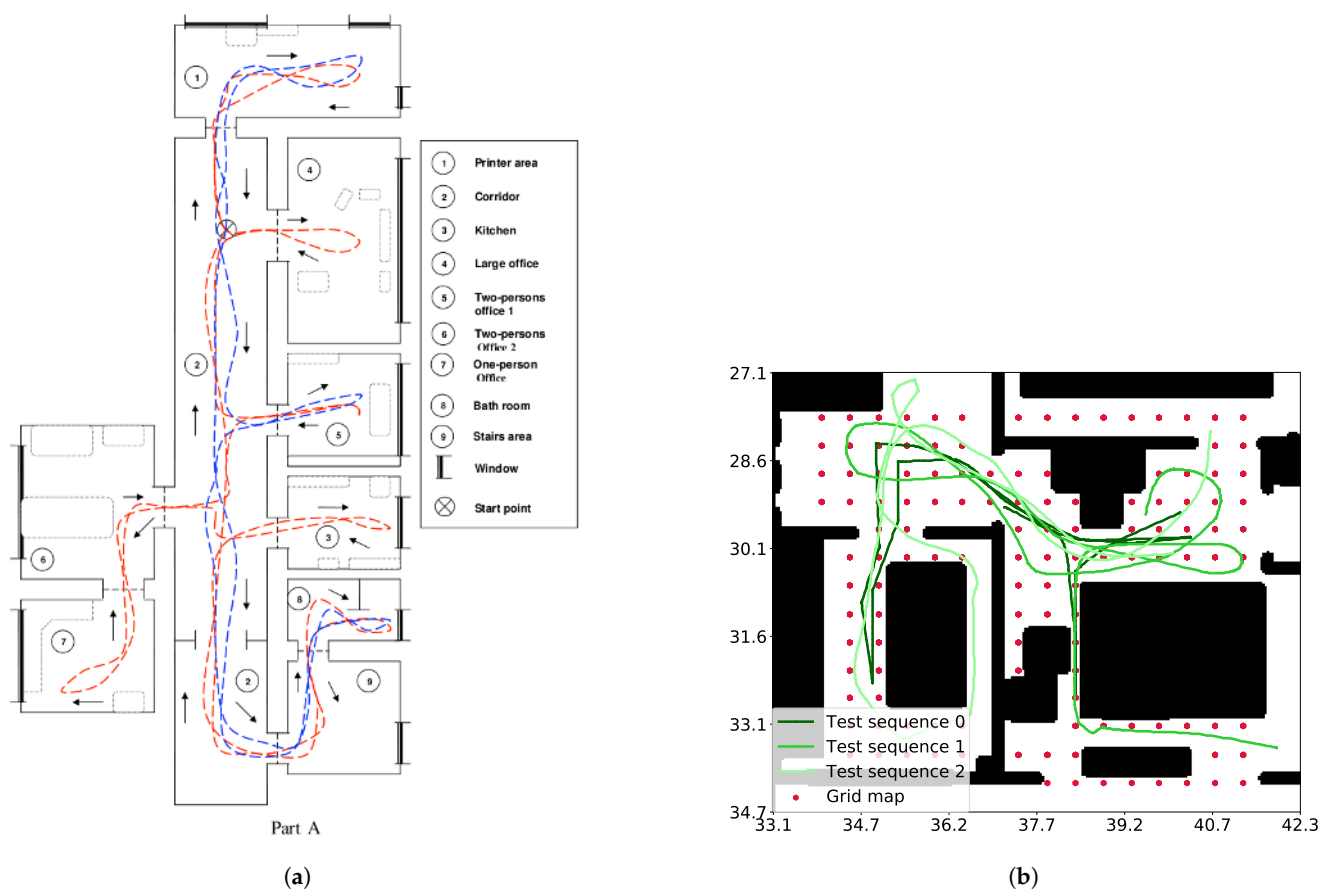 1
4
1 Printer area
2 Corridor
3 Kitchen
4 Large office
5 Two-persons
office 1
6 Two-persons
Office 2
7 One-person
Office
8 Bath room
9 Stairs area
Window
Start point
2
5
6
3
8
7
2
9
Part A
(a)
27.1
28.6
30.1
31.6
33.1
34.7
Test sequence 0
Test sequence 1
Test sequence 2
Grid map
33.1 34.7 36.2 37.7 39.2 40.7 42.3
(b)